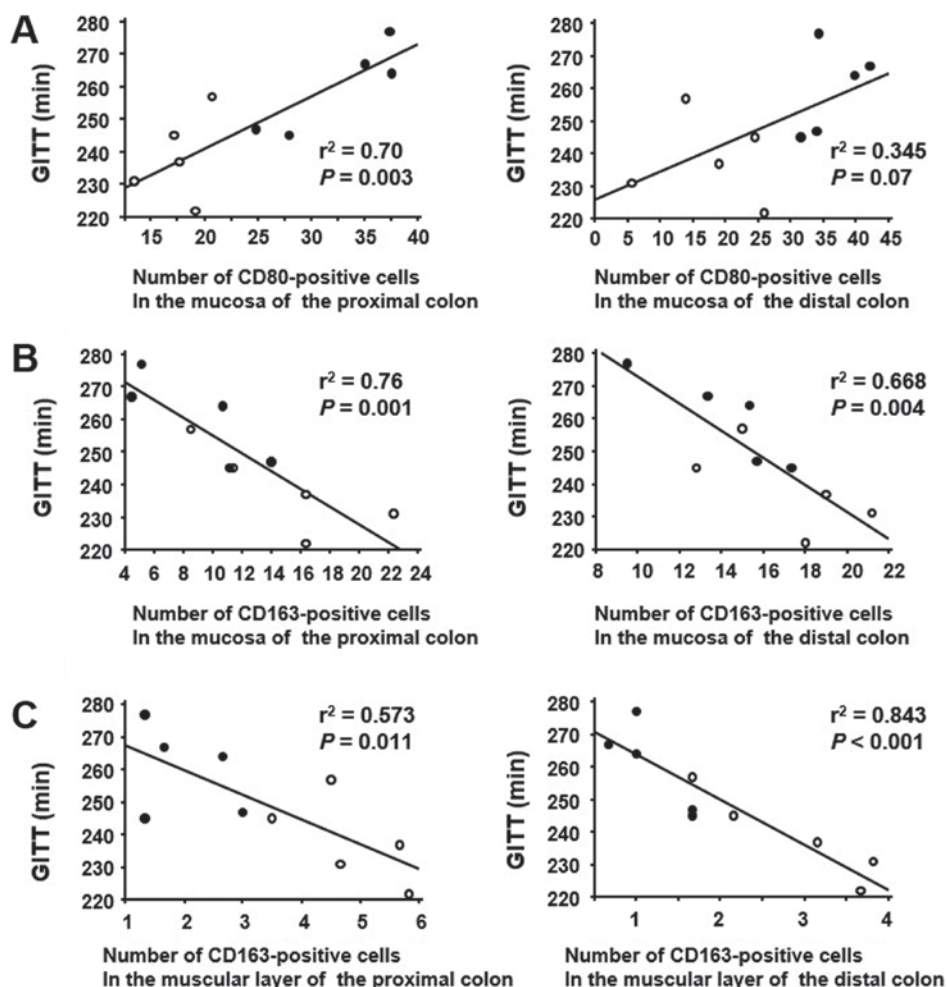 A
GITT (min)
280
270
260
250
240
230
220
r² = 0.70
P = 0.003
15 20 25 30 35 40
Number of CD80-positive cells
In the mucosa of the proximal colon
GITT (min)
280
270
260
250
240
230
220
r² = 0.345
P = 0.07
0 5 10 15 20 25 30 35 40 45
Number of CD80-positive cells
In the mucosa of the distal colon
B
GITT (min)
280
270
260
250
240
230
220
r² = 0.76
P = 0.001
4 6 8 10 12 14 16 18 20 22 24
Number of CD163-positive cells
In the mucosa of the proximal colon
GITT (min)
280
270
260
250
240
230
220
r² = 0.668
P = 0.004
8 10 12 14 16 18 20 22
Number of CD163-positive cells
In the mucosa of the distal colon
C
GITT (min)
280
270
260
250
240
230
220
r² = 0.573
P = 0.011
1 2 3 4 5 6
Number of CD163-positive cells
In the muscular layer of the proximal colon
GITT (min)
280
270
260
250
240
230
220
r² = 0.843
P < 0.001
1 2 3 4
Number of CD163-positive cells
In the muscular layer of the distal colon